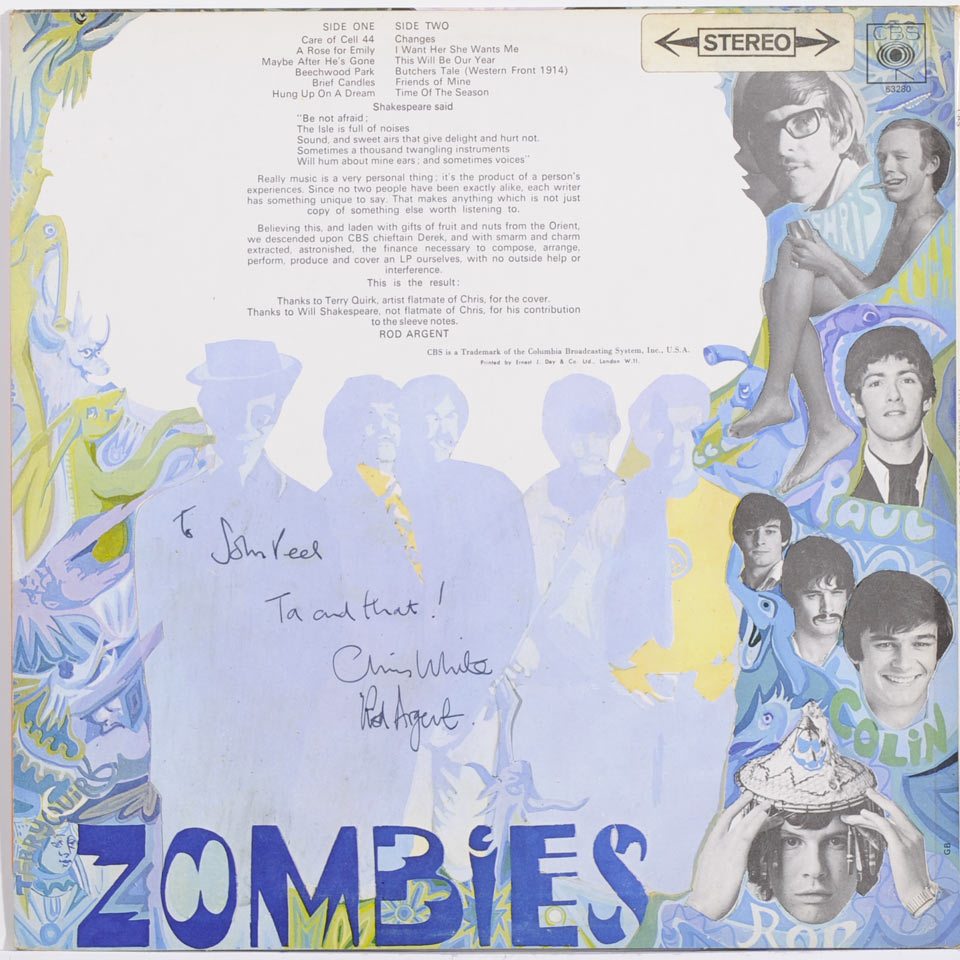 SIDE ONE
Care of Cell 44
A Rose for Emily
Maybe After He's Gone
Beechwood Park
Brief Candles
Hung Up On A Dream
SIDE TWO
Changes
I Want Her She Wants Me
This Will Be Our Year
Butchers Tale (Western Front 1914)
Friends of Mine
Time Of The Season
STEREO
CBS
63280
Shakespeare said
"Be not afraid;
The Isle is full of noises
Sound, and sweet airs that give delight and hurt not.
Sometimes a thousand twangling instruments
Will hum about mine ears; and sometimes voices"
Really music is a very personal thing; it's the product of a person's
experiences. Since no two people have been exactly alike, each writer
has something unique to say. That makes anything which is not just
copy of something else worth listening to.
Believing this, and laden with gifts of fruit and nuts from the Orient,
we descended upon CBS chieftain Derek, and with smarm and charm
extracted, astronished, the finance necessary to compose, arrange,
perform, produce and cover an LP ourselves, with no outside help or
interference.
This is the result:
Thanks to Terry Quirk, artist flatmate of Chris, for the cover.
Thanks to Will Shakespeare, not flatmate of Chris, for his contribution
to the sleeve notes.
ROD ARGENT
CBS is a Trademark of the Columbia Broadcasting System, Inc., U.S.A.
Printed by Ernest J. Day & Co. Ltd., London W.11.
CHRIS
PAUL
COLIN
ROD
To
John Peel
Ta and that!
Chris White
Rod Argent.
TERRY QUIRK
ZOMBiES
GB